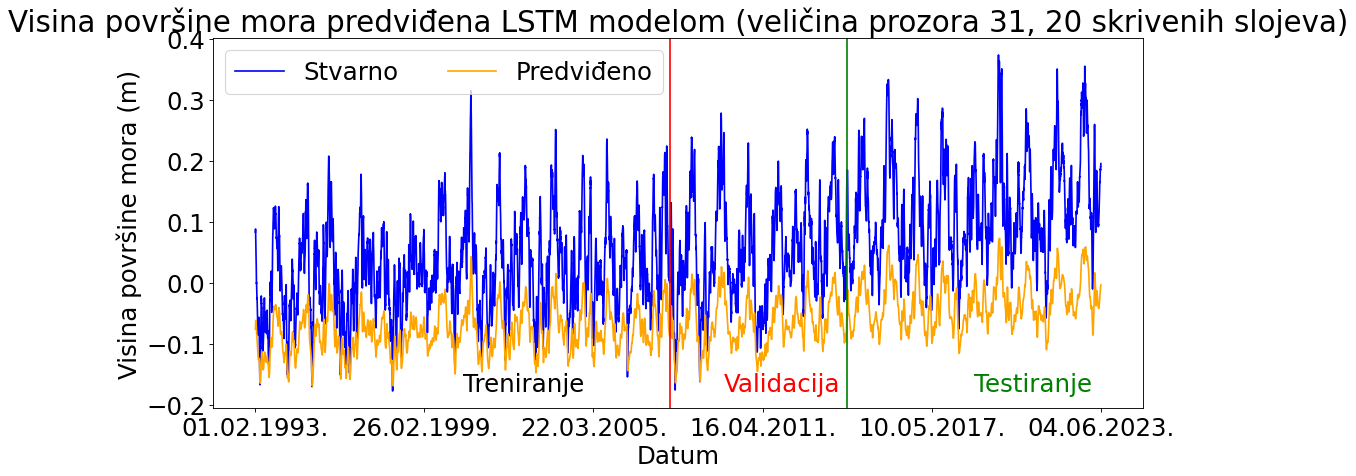 Visina površine mora predviđena LSTM modelom (veličina prozora 31, 20 skrivenih slojeva)
Stvarno Predviđeno
Visina površine mora (m)
0.4
0.3
0.2
0.1
0.0
−0.1
−0.2
Treniranje Validacija Testiranje
01.02.1993. 26.02.1999. 22.03.2005. 16.04.2011. 10.05.2017. 04.06.2023.
Datum